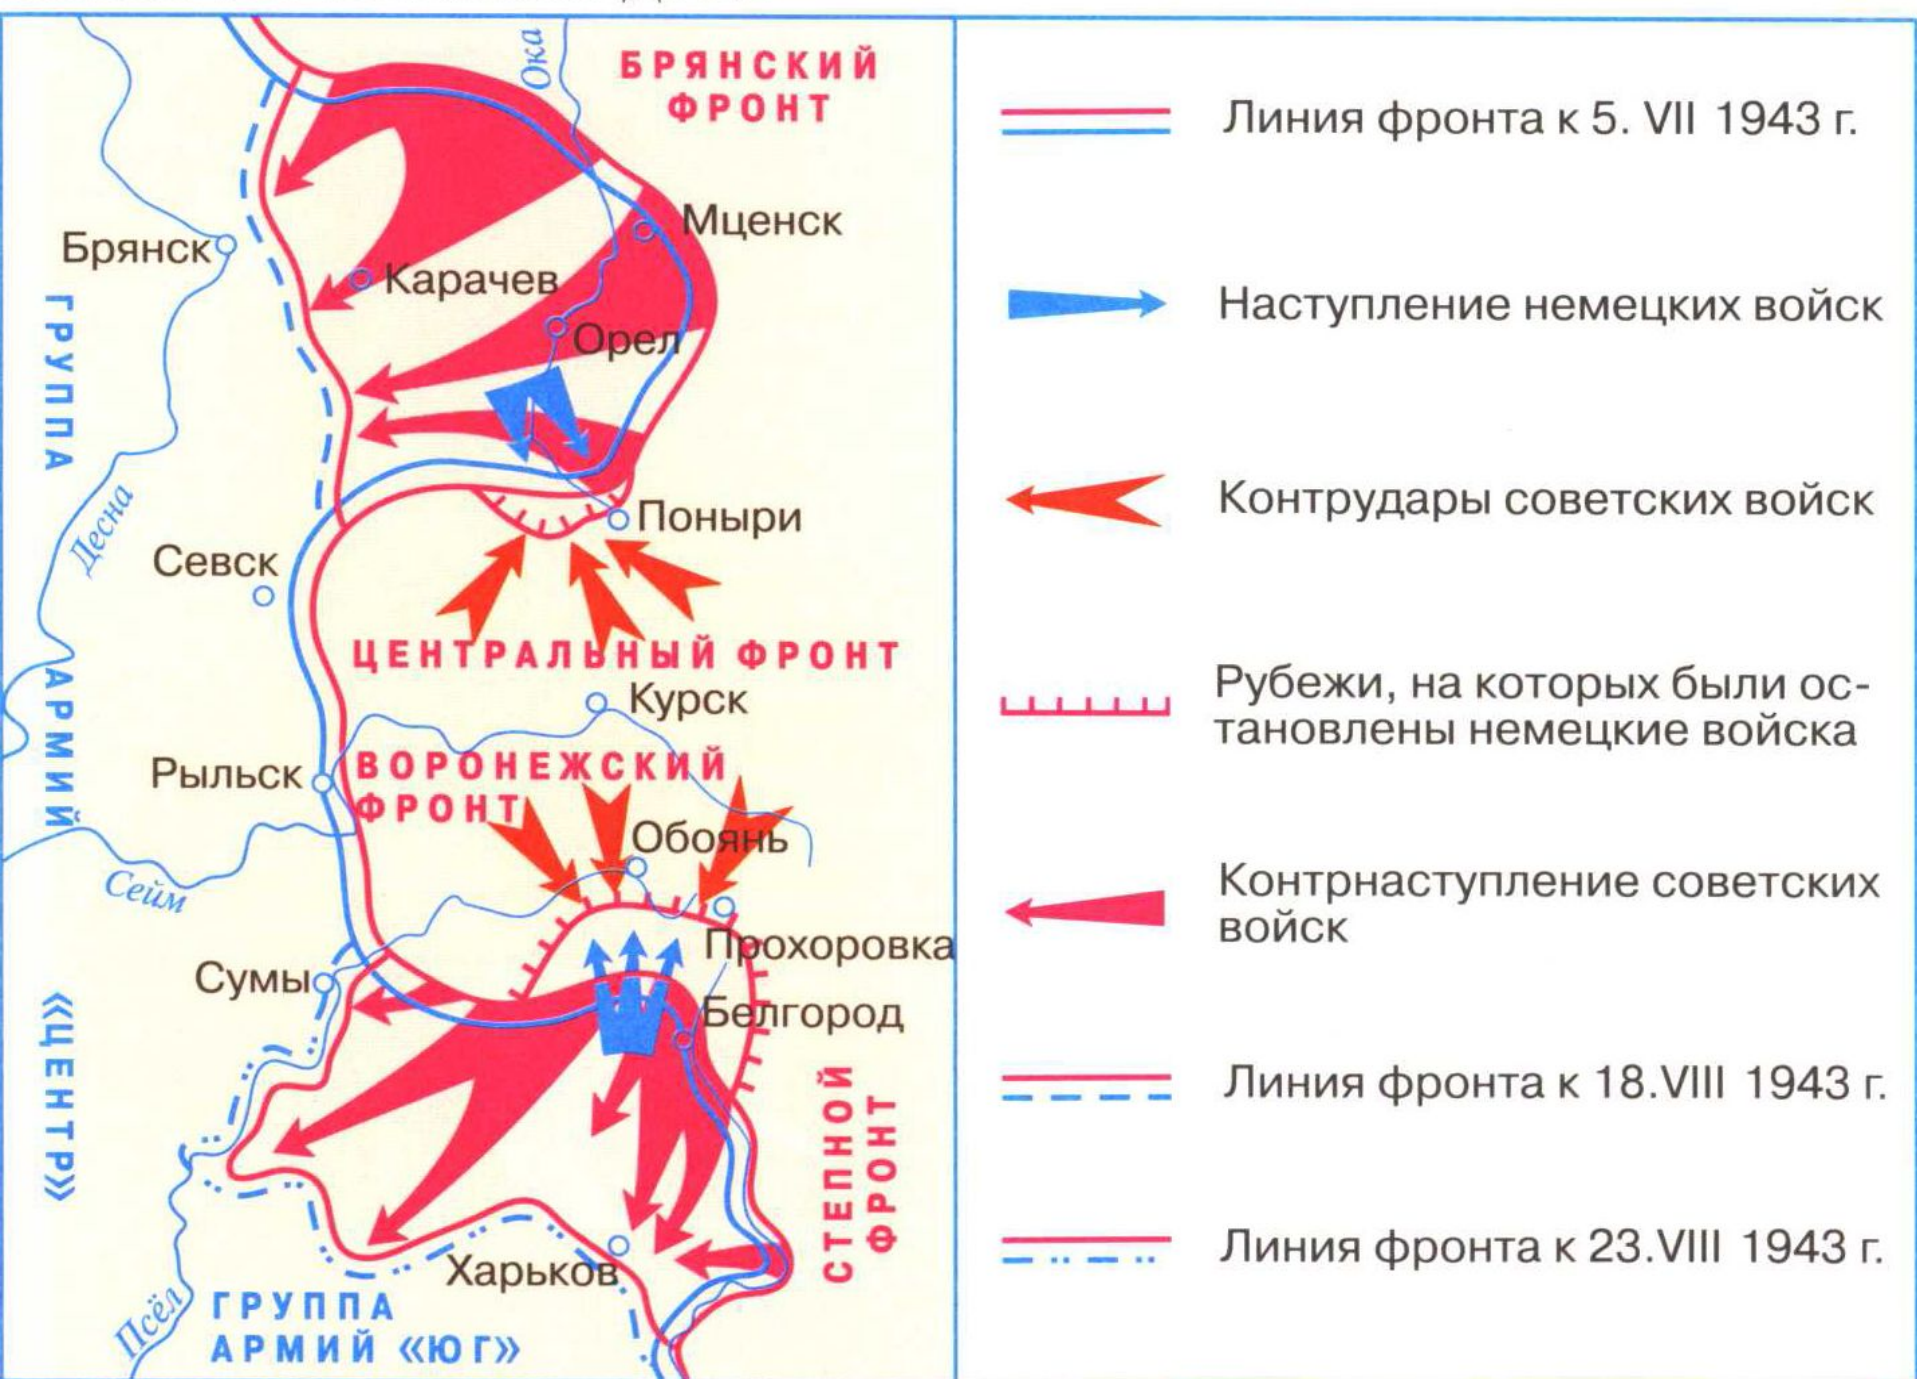 БРЯНСКИЙ
ФРОНТ
Ока
Мценск
Брянск
Карачев
Орел
ГРУППА
АРМИЙ
«ЦЕНТР»
Десна
Поныри
Севск
ЦЕНТРАЛЬНЫЙ ФРОНТ
Курск
ВОРОНЕЖСКИЙ
ФРОНТ
Рыльск
Обоянь
Сейм
Прохоровка
Сумы
Белгород
СТЕПНОЙ
ФРОНТ
Харьков
Псёл
ГРУППА
АРМИЙ «ЮГ»
Линия фронта к 5. VII 1943 г.
Наступление немецких войск
Контрудары советских войск
Рубежи, на которых были ос-
тановлены немецкие войска
Контрнаступление советских
войск
Линия фронта к 18.VIII 1943 г.
Линия фронта к 23.VIII 1943 г.